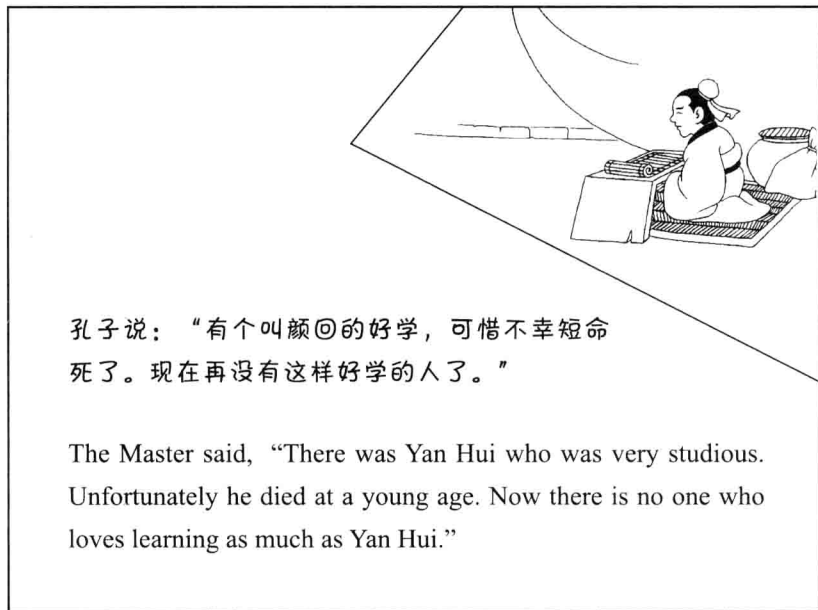 孔子说：“有个叫颜回的好学，可惜不幸短命
死了。现在再没有这样好学的人了。”
The Master said, “There was Yan Hui who was very studious.
Unfortunately he died at a young age. Now there is no one who
loves learning as much as Yan Hui.”